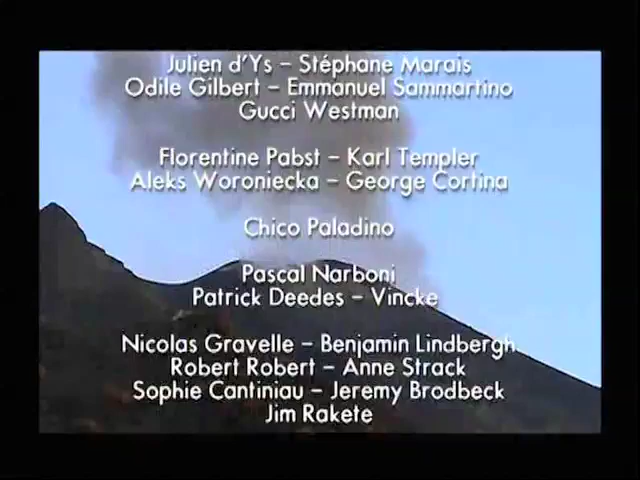 Julien d'Ys – Stéphane Marais
Odile Gilbert – Emmanuel Sammartino
Gucci Westman
Florentine Pabst – Karl Templer
Aleks Woroniecka – George Cortina
Chico Paladino
Pascal Narboni
Patrick Deedes – Vincke
Nicolas Gravelle – Benjamin Lindbergh
Robert Robert – Anne Strack
Sophie Cantiniau – Jeremy Brodbeck
Jim Rakete